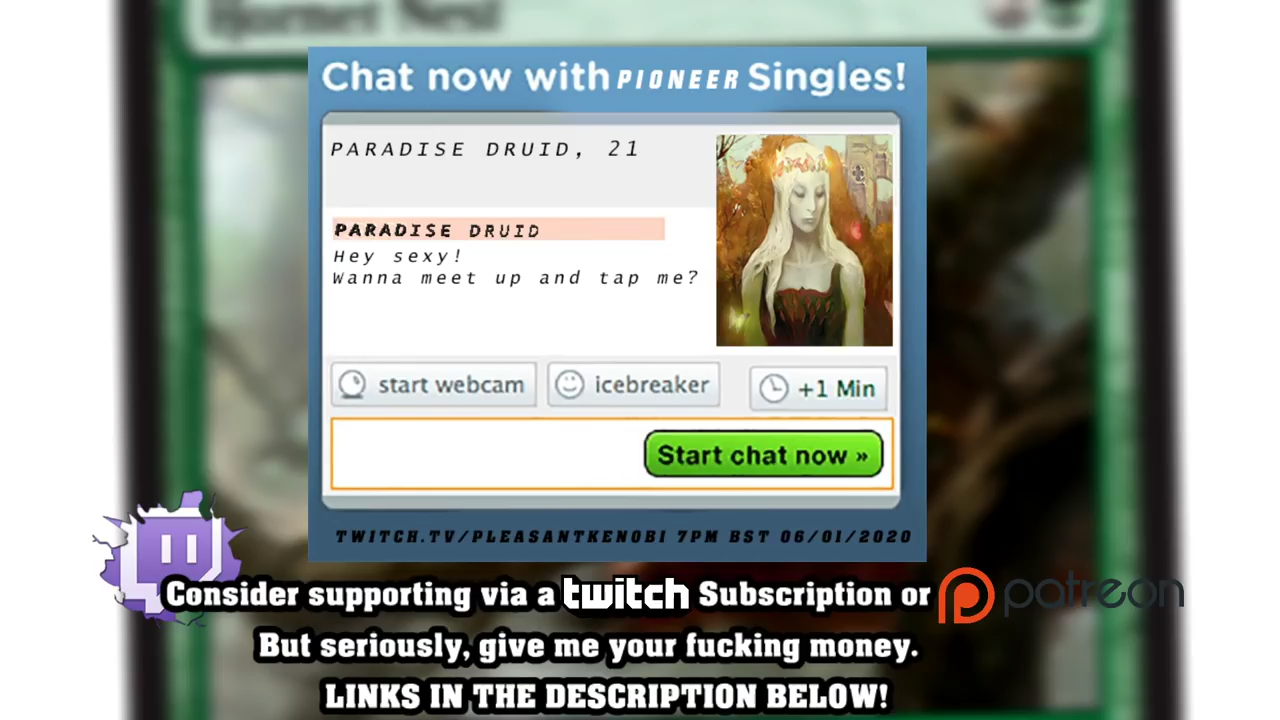 Hornet Nest
Chat now with PIONEER Singles!
PARADISE DRUID, 21
PARADISE DRUID
Hey sexy!
Wanna meet up and tap me?
start webcam
icebreaker
+1 Min
Start chat now »
TWITCH.TV/PLEASANTKENOBI 7PM BST 06/01/2020
Consider supporting via a twitch Subscription or patreon
But seriously, give me your fucking money.
LINKS IN THE DESCRIPTION BELOW!